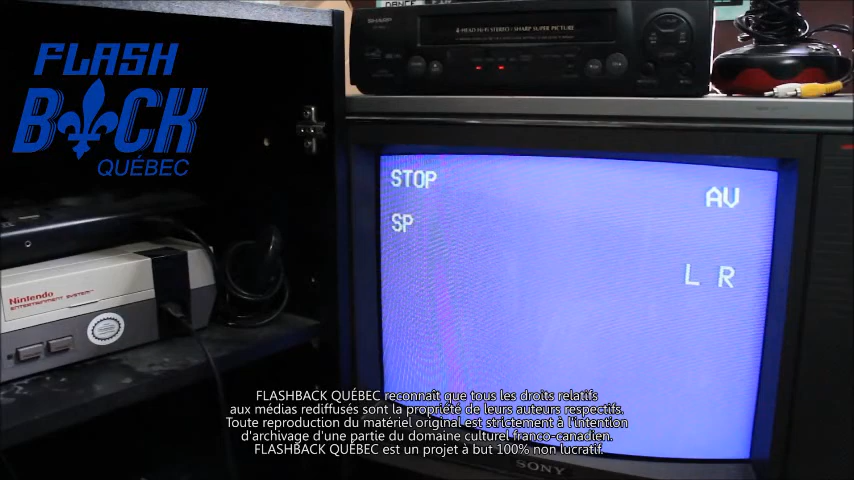 DANCE
SHARP
4-HEAD HI-FI STEREO / SHARP SUPER PICTURE
FLASH
BACK
QUÉBEC
STOP
AV
SP
L R
Nintendo
ENTERTAINMENT SYSTEM
FLASHBACK QUÉBEC reconnaît que tous les droits relatifs
aux médias rediffusés sont la propriété de leurs auteurs respectifs.
Toute reproduction du matériel original est strictement à l'intention
d'archivage d'une partie du domaine culturel franco-canadien.
FLASHBACK QUÉBEC est un projet à but 100% non lucratif.
SONY